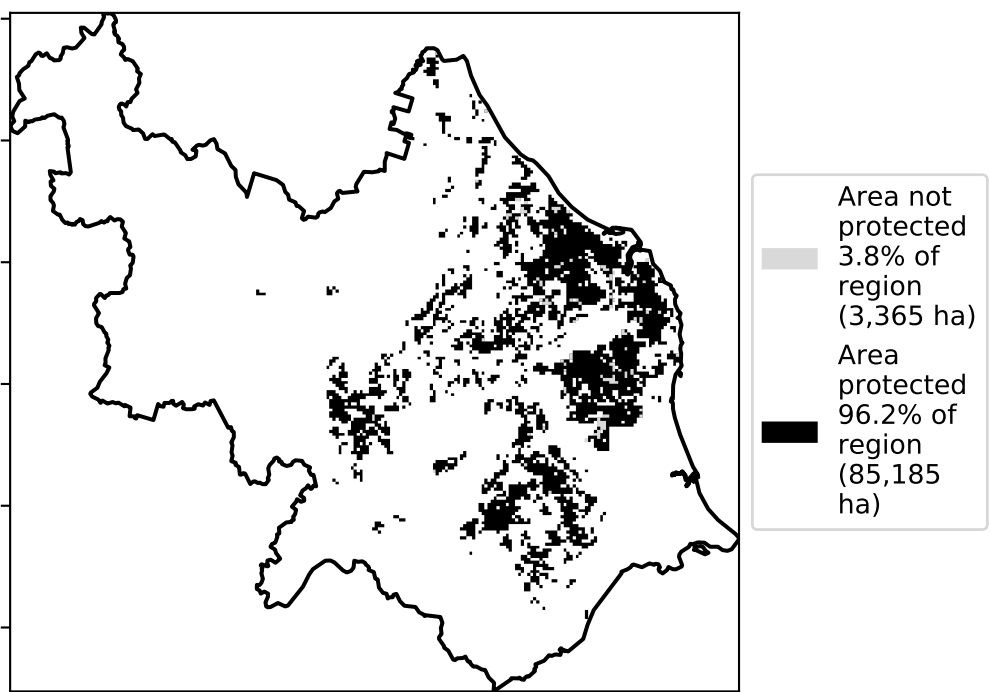 Area not
protected
3.8% of
region
(3,365 ha)
Area
protected
96.2% of
region
(85,185
ha)